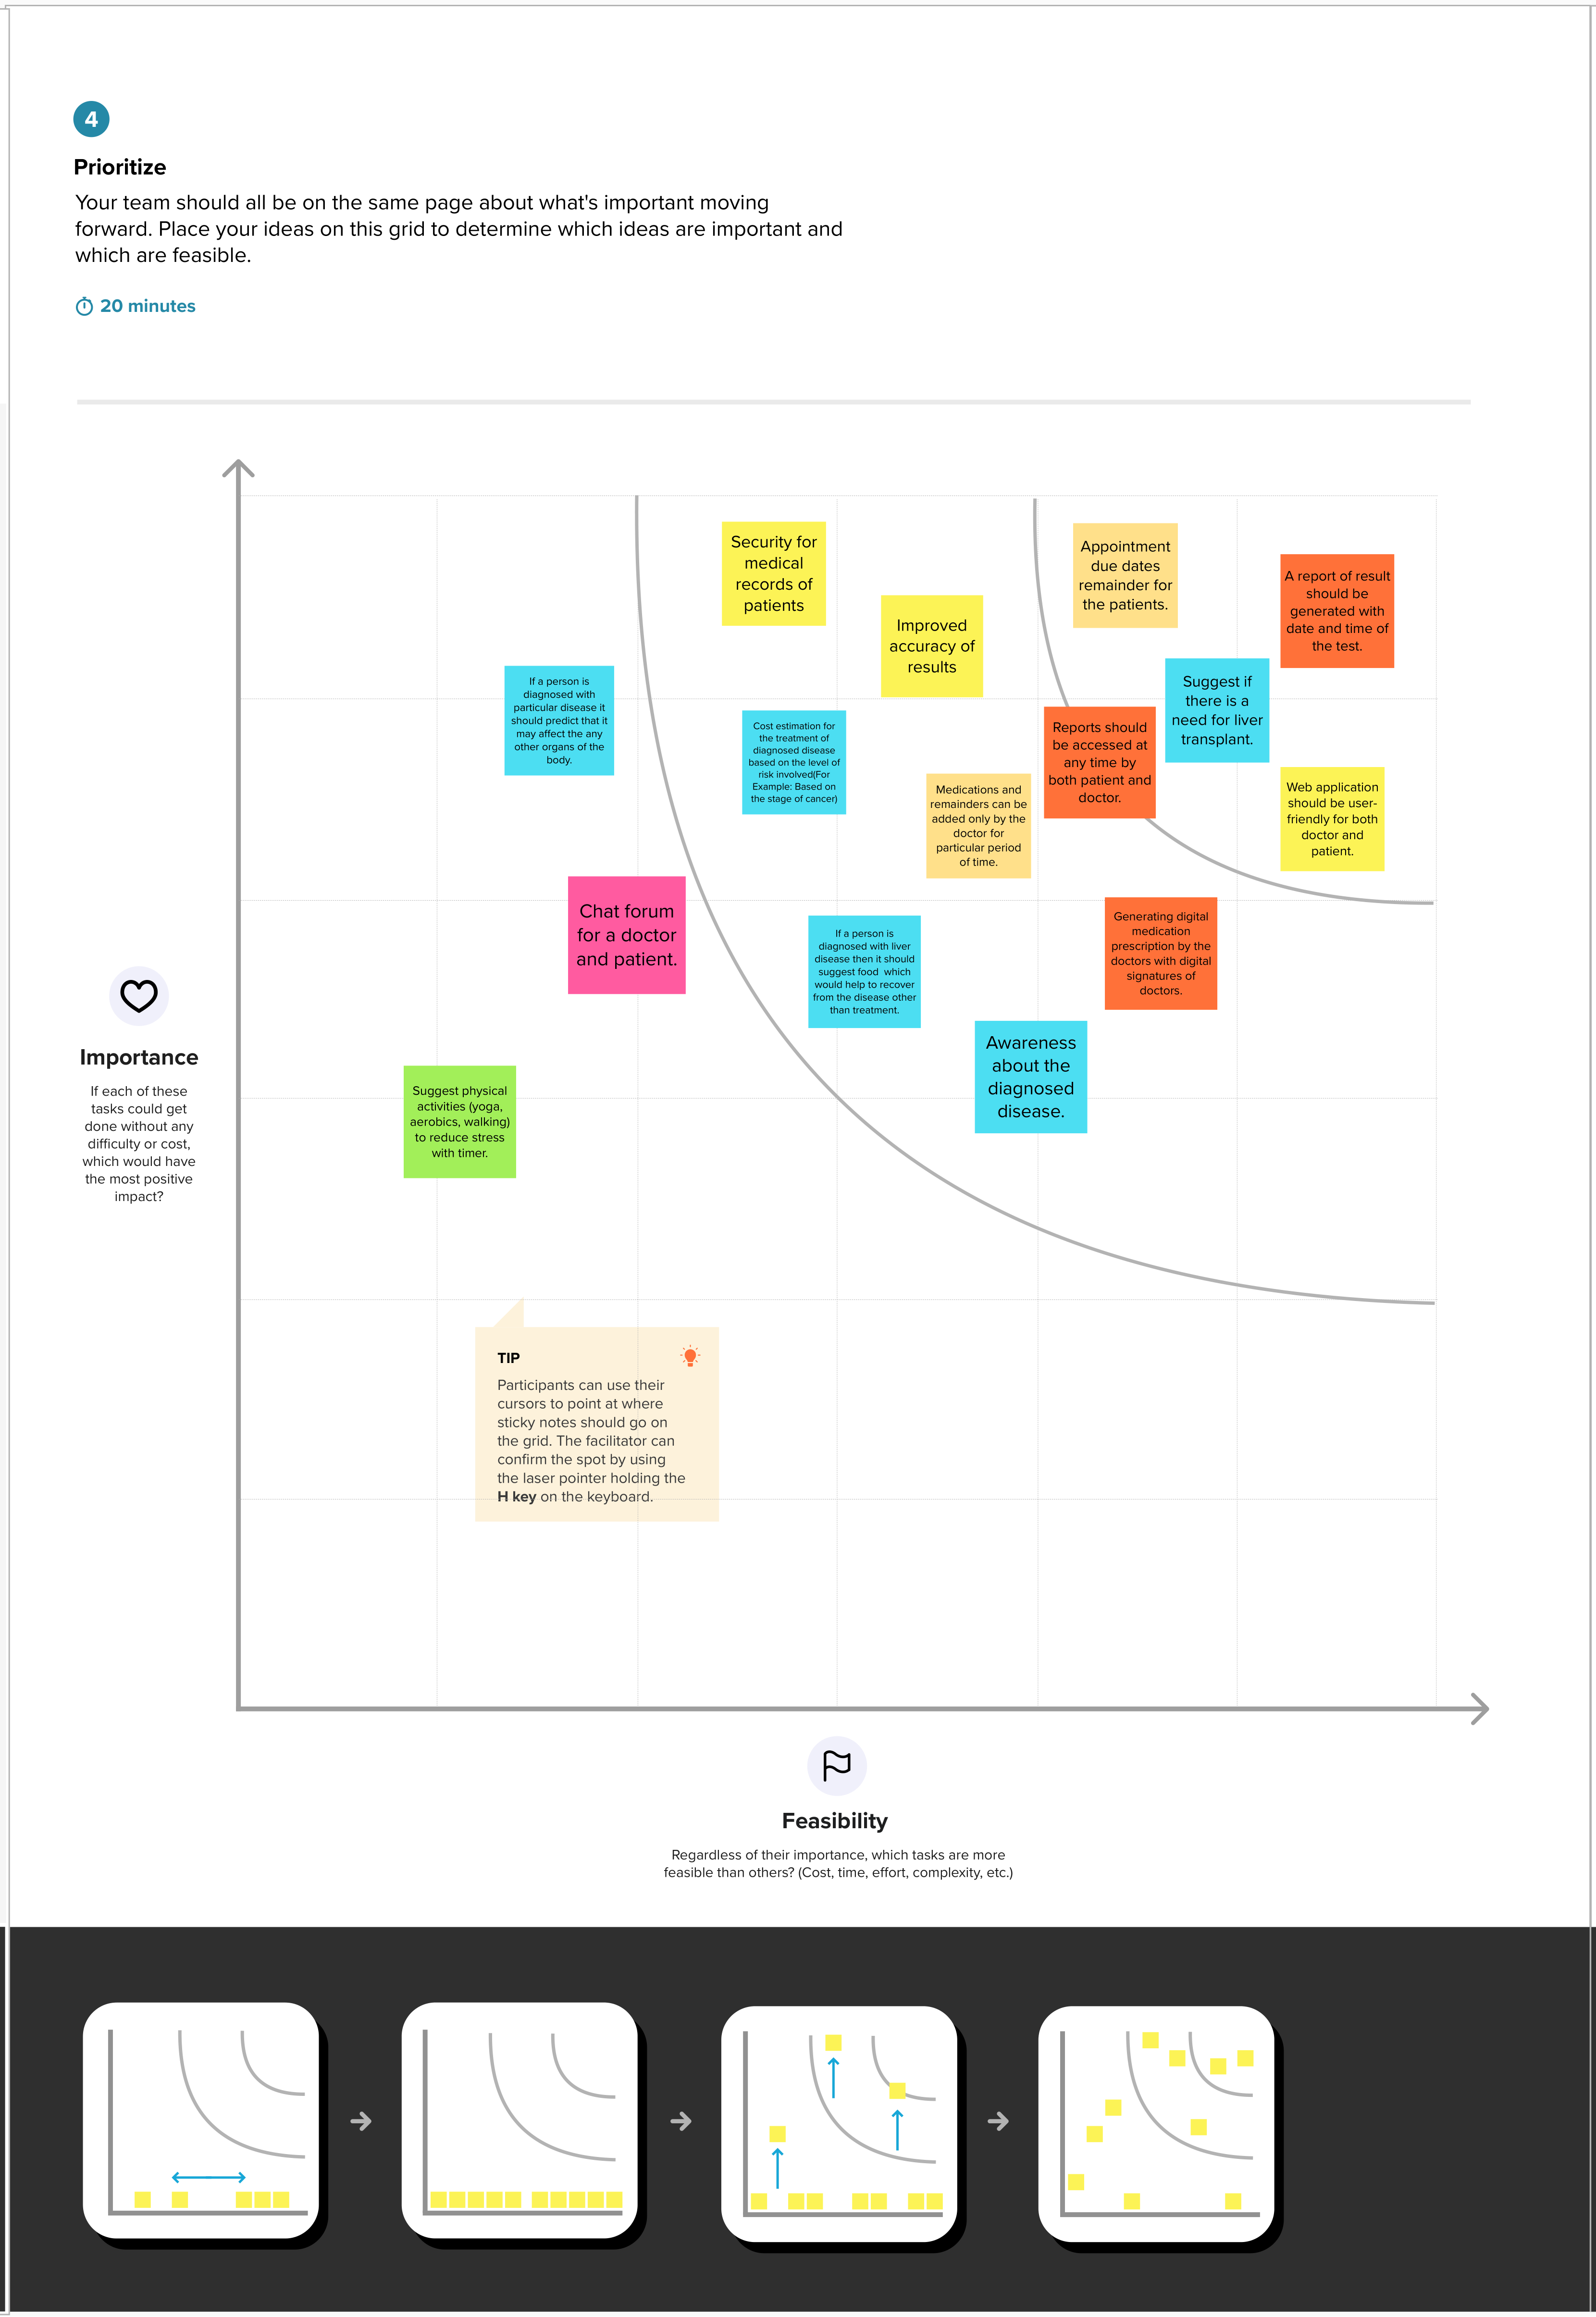 4
Prioritize
Your team should all be on the same page about what's important moving
forward. Place your ideas on this grid to determine which ideas are important and
which are feasible.
20 minutes
Security for
medical
records of
patients
Appointment
due dates
remainder for
the patients.
A report of result
should be
generated with
date and time of
the test.
Improved
accuracy of
results
If a person is
diagnosed with
particular disease it
should predict that it
may affect the any
other organs of the
body.
Suggest if
there is a
need for liver
transplant.
Cost estimation for
the treatment of
diagnosed disease
based on the level of
risk involved(For
Example: Based on
the stage of cancer)
Reports should
be accessed at
any time by
both patient and
doctor.
Medications and
remainders can be
added only by the
doctor for
particular period
of time.
Web application
should be user-
friendly for both
doctor and
patient.
Chat forum
for a doctor
and patient.
If a person is
diagnosed with liver
disease then it should
suggest food which
would help to recover
from the disease other
than treatment.
Generating digital
medication
prescription by the
doctors with digital
signatures of
doctors.
Awareness
about the
diagnosed
disease.
Importance
If each of these
tasks could get
done without any
difficulty or cost,
which would have
the most positive
impact?
Suggest physical
activities (yoga,
aerobics, walking)
to reduce stress
with timer.
TIP
Participants can use their
cursors to point at where
sticky notes should go on
the grid. The facilitator can
confirm the spot by using
the laser pointer holding the
H key on the keyboard.
Feasibility
Regardless of their importance, which tasks are more
feasible than others? (Cost, time, effort, complexity, etc.)